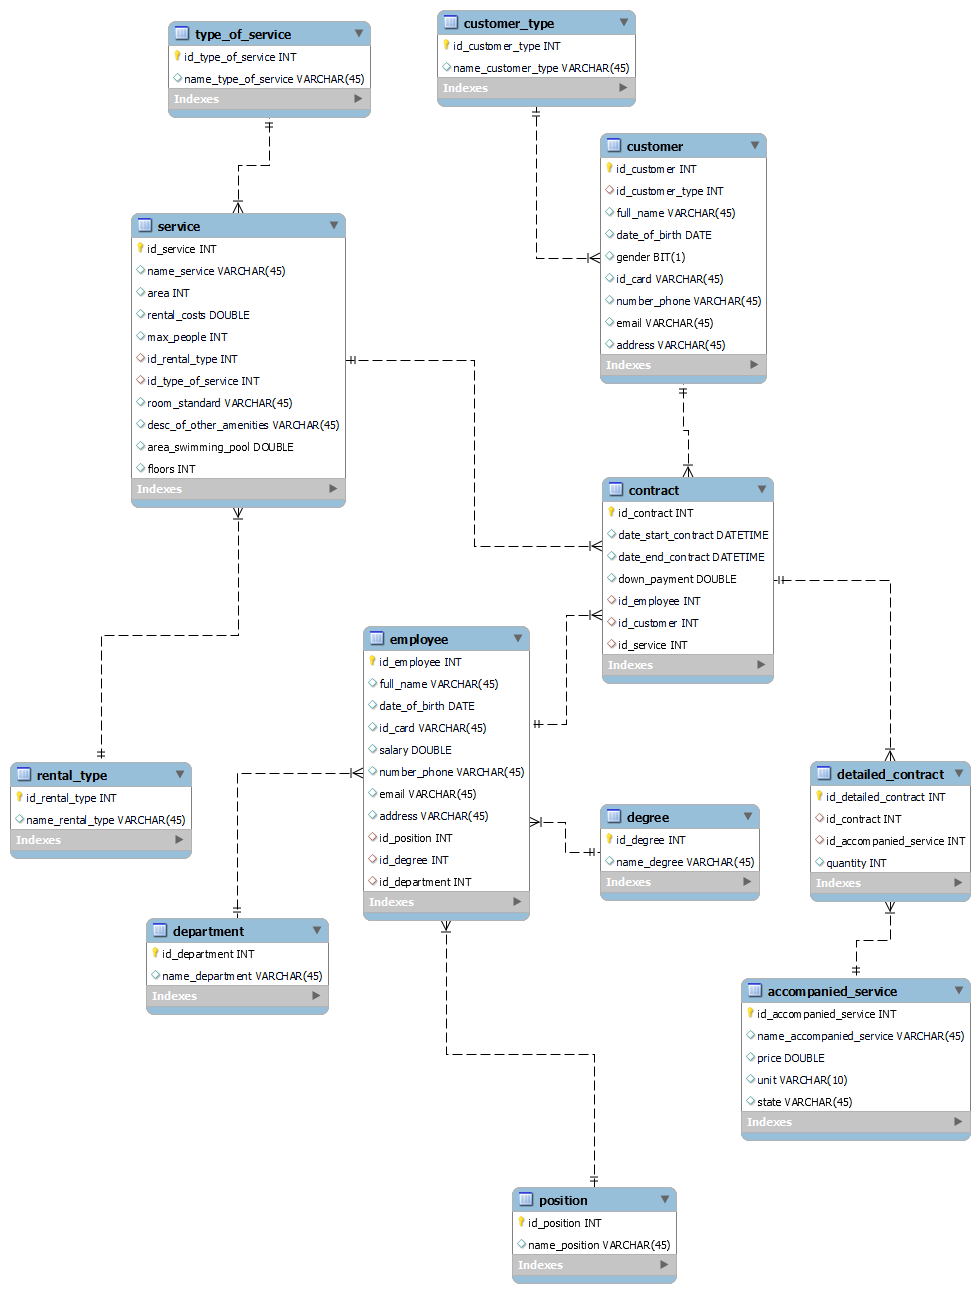 type_of_service
id_type_of_service INT
name_type_of_service VARCHAR(45)
Indexes
customer_type
id_customer_type INT
name_customer_type VARCHAR(45)
Indexes
customer
id_customer INT
id_customer_type INT
full_name VARCHAR(45)
date_of_birth DATE
gender BIT(1)
id_card VARCHAR(45)
number_phone VARCHAR(45)
email VARCHAR(45)
address VARCHAR(45)
Indexes
service
id_service INT
name_service VARCHAR(45)
area INT
rental_costs DOUBLE
max_people INT
id_rental_type INT
id_type_of_service INT
room_standard VARCHAR(45)
desc_of_other_amenities VARCHAR(45)
area_swimming_pool DOUBLE
floors INT
Indexes
contract
id_contract INT
date_start_contract DATETIME
date_end_contract DATETIME
down_payment DOUBLE
id_employee INT
id_customer INT
id_service INT
Indexes
employee
id_employee INT
full_name VARCHAR(45)
date_of_birth DATE
id_card VARCHAR(45)
salary DOUBLE
number_phone VARCHAR(45)
email VARCHAR(45)
address VARCHAR(45)
id_position INT
id_degree INT
id_department INT
Indexes
rental_type
id_rental_type INT
name_rental_type VARCHAR(45)
Indexes
degree
id_degree INT
name_degree VARCHAR(45)
Indexes
detailed_contract
id_detailed_contract INT
id_contract INT
id_accompanied_service INT
quantity INT
Indexes
department
id_department INT
name_department VARCHAR(45)
Indexes
accompanied_service
id_accompanied_service INT
name_accompanied_service VARCHAR(45)
price DOUBLE
unit VARCHAR(10)
state VARCHAR(45)
Indexes
position
id_position INT
name_position VARCHAR(45)
Indexes